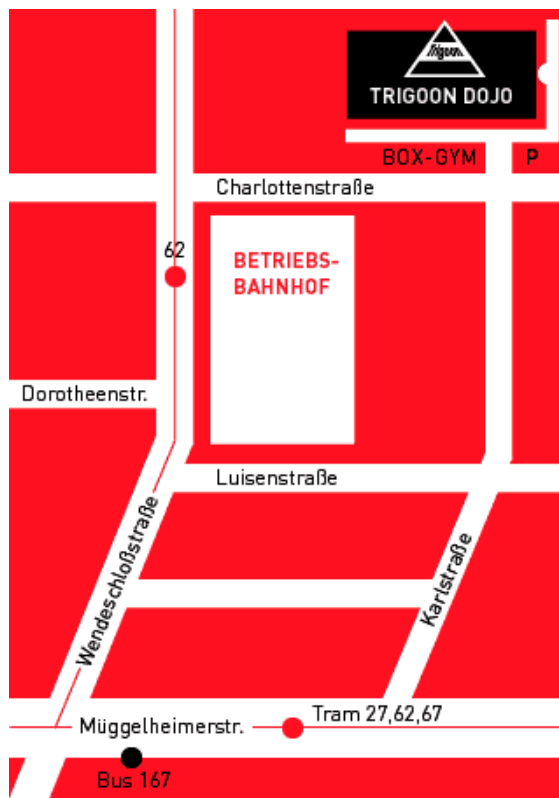 Trigoon
TRIGOON DOJO
BOX-GYM
P
Charlottenstraße
62
BETRIEBS-
BAHNHOF
Dorotheenstr.
Luisenstraße
Wendeschloßstraße
Karlstraße
Tram 27,62,67
Müggelheimerstr.
Bus 167